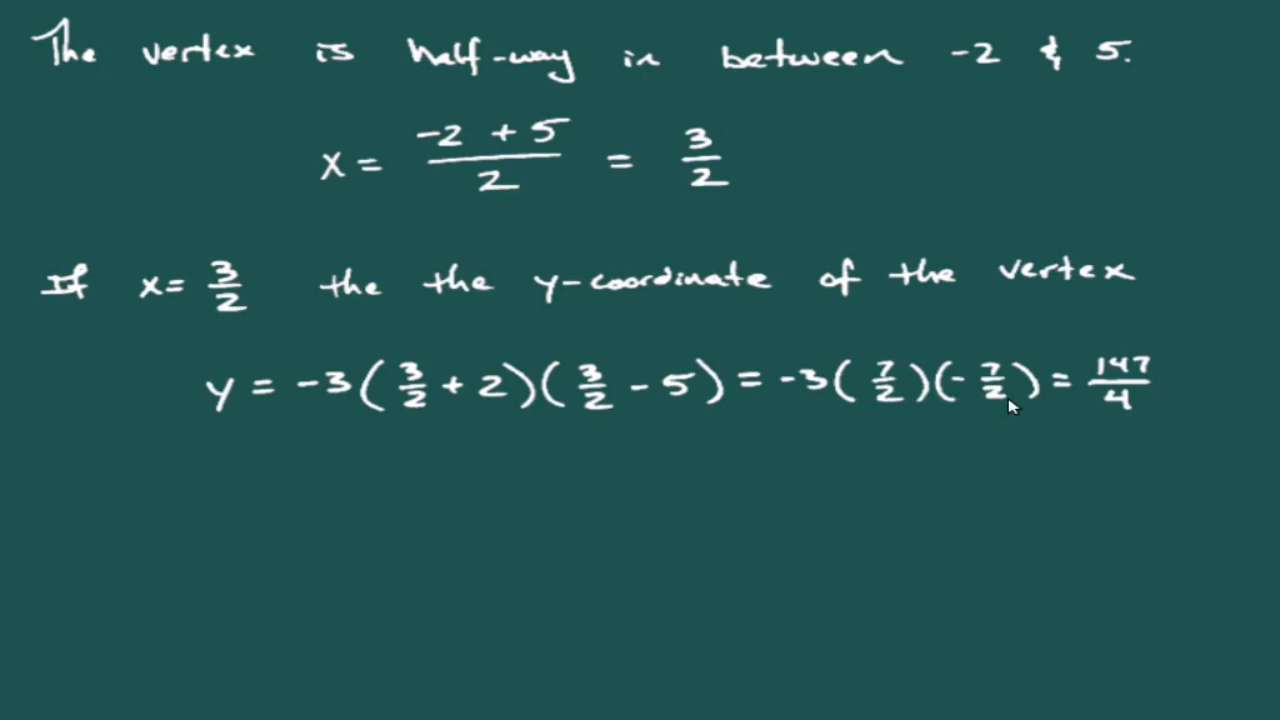 The vertex is half-way in between -2 & 5.
x = (-2 + 5)/2 = 3/2
If x = 3/2 the the y-coordinate of the vertex
y = -3(3/2 + 2)(3/2 - 5) = -3(7/2)(-7/2) = 147/4